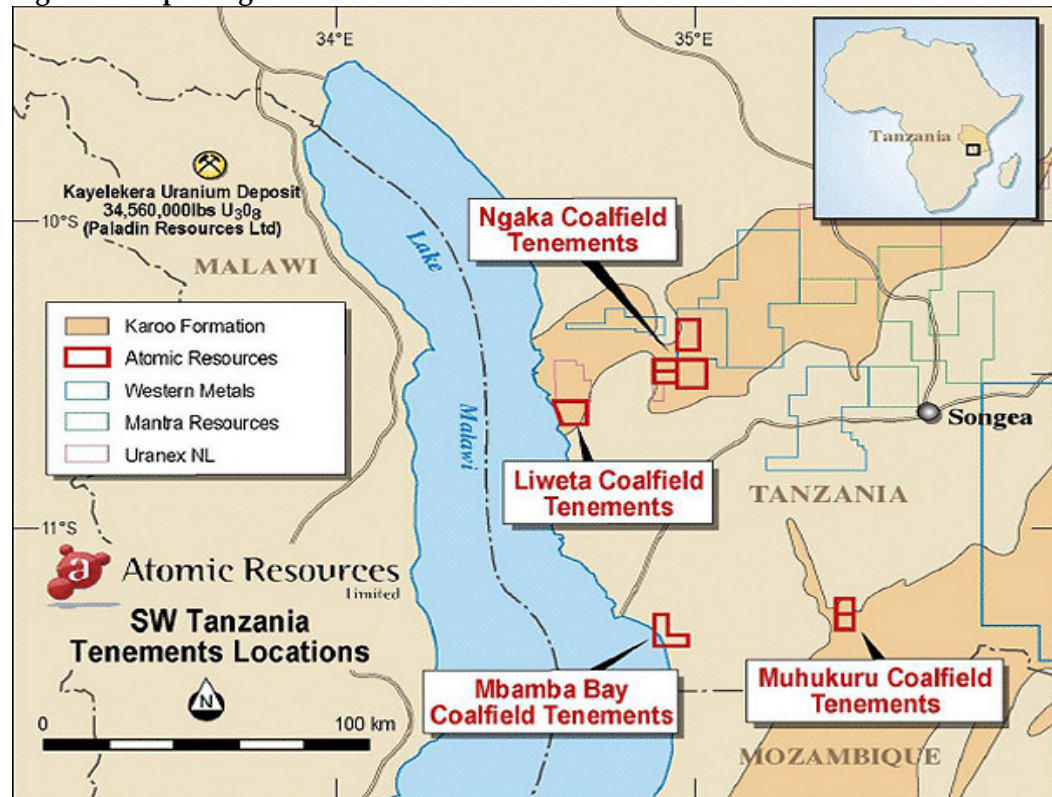 34°E
35°E
Tanzania
Kayelekera Uranium Deposit
34,560,000lbs U₃0₈
(Paladin Resources Ltd)
10°S
MALAWI
Lake
Malawi
Ngaka Coalfield
Tenements
Karoo Formation
Atomic Resources
Western Metals
Mantra Resources
Uranex NL
Songea
Liweta Coalfield
Tenements
TANZANIA
11°S
a
Atomic Resources
Limited
SW Tanzania
Tenements Locations
N
0
100 km
Mbamba Bay
Coalfield Tenements
Muhukuru Coalfield
Tenements
MOZAMBIQUE